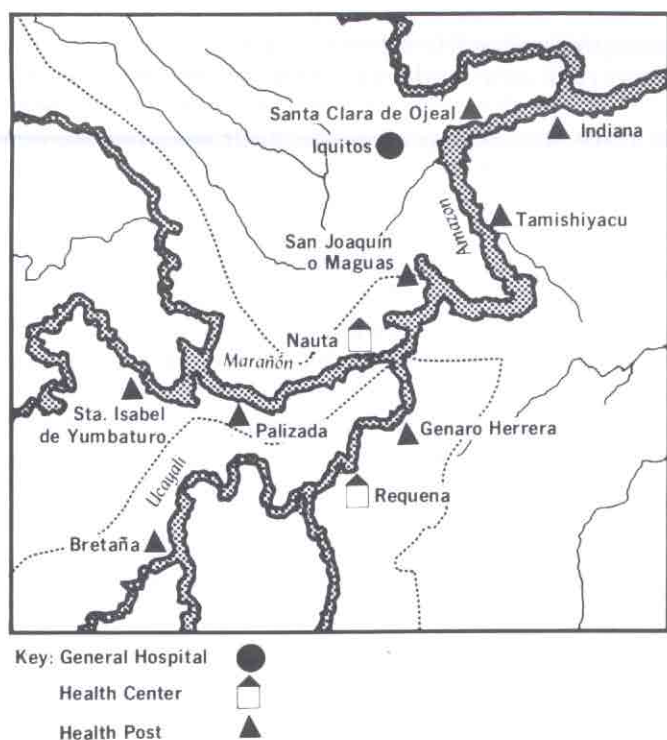 Santa Clara de Ojeal
Iquitos
Indiana
Amazon
Tamishiyacu
San Joaquín
o Maguas
Nauta
Marañón
Sta. Isabel
de Yumbaturo
Palizada
Genaro Herrera
Ucayali
Requena
Bretaña
Key: General Hospital
Health Center
Health Post